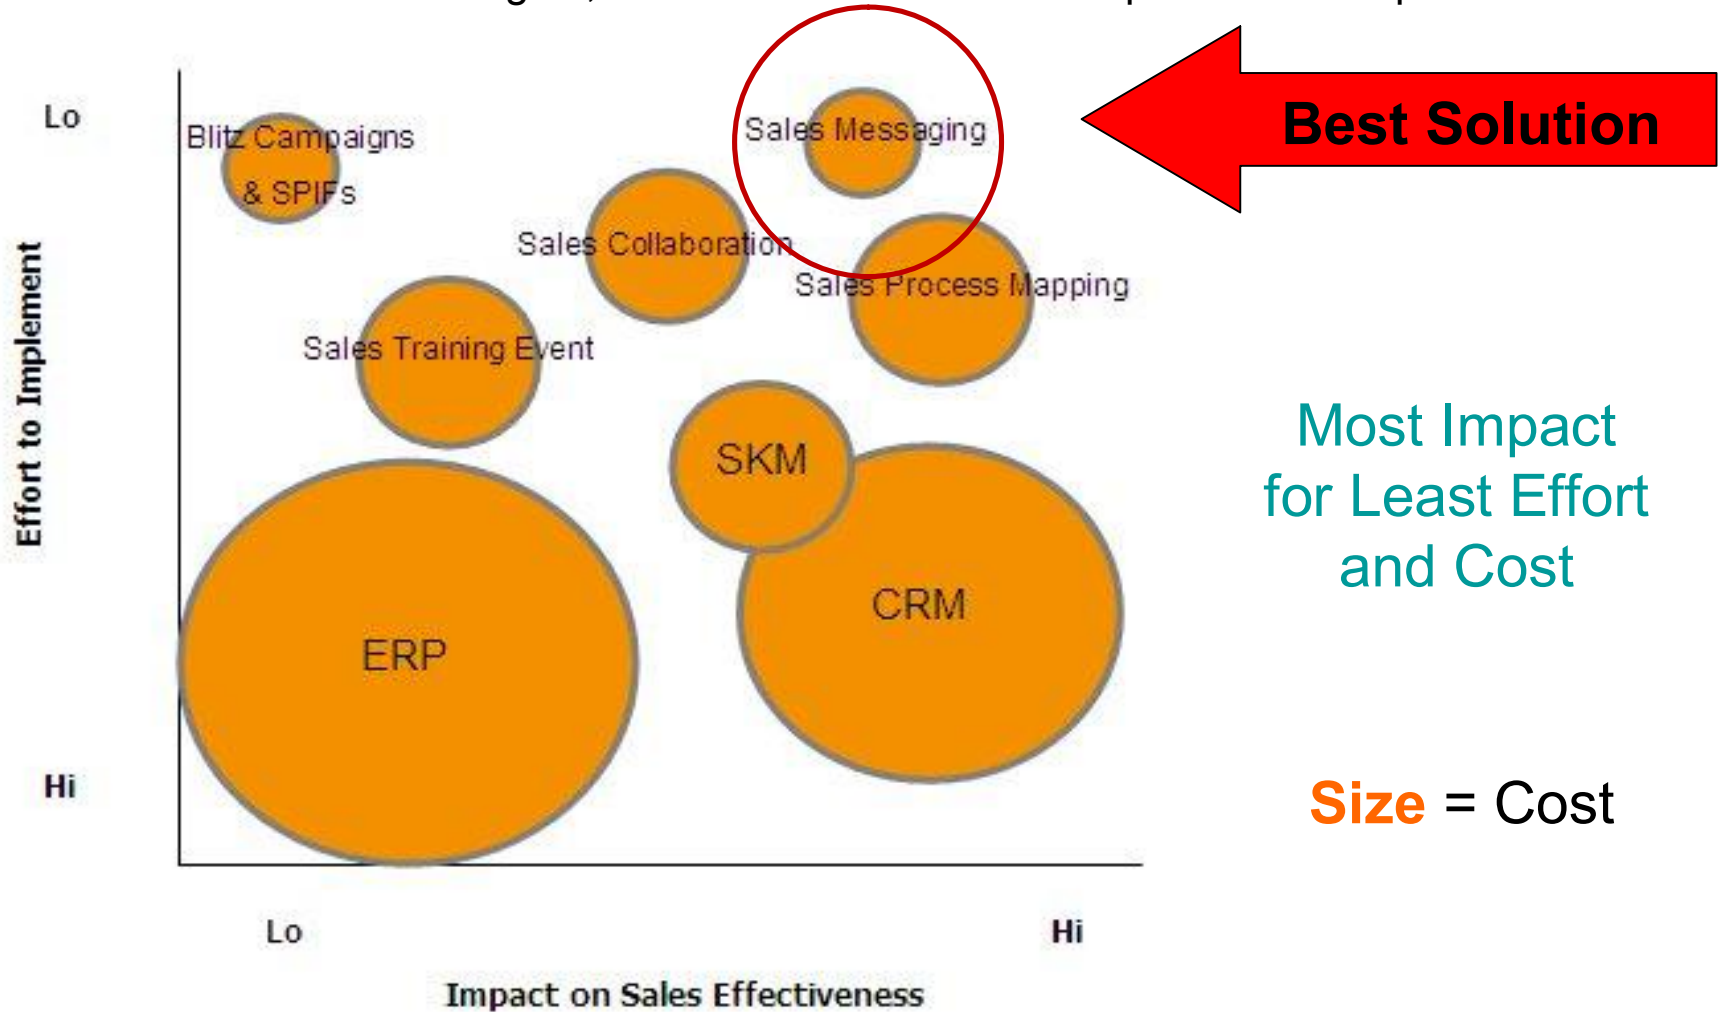 Lo
Blitz Campaigns
& SPIFs
Sales Messaging
Best Solution
Sales Collaboration
Sales Process Mapping
Sales Training Event
Effort to Implement
SKM
Most Impact
for Least Effort
and Cost
CRM
ERP
Hi
Size = Cost
Lo
Hi
Impact on Sales Effectiveness